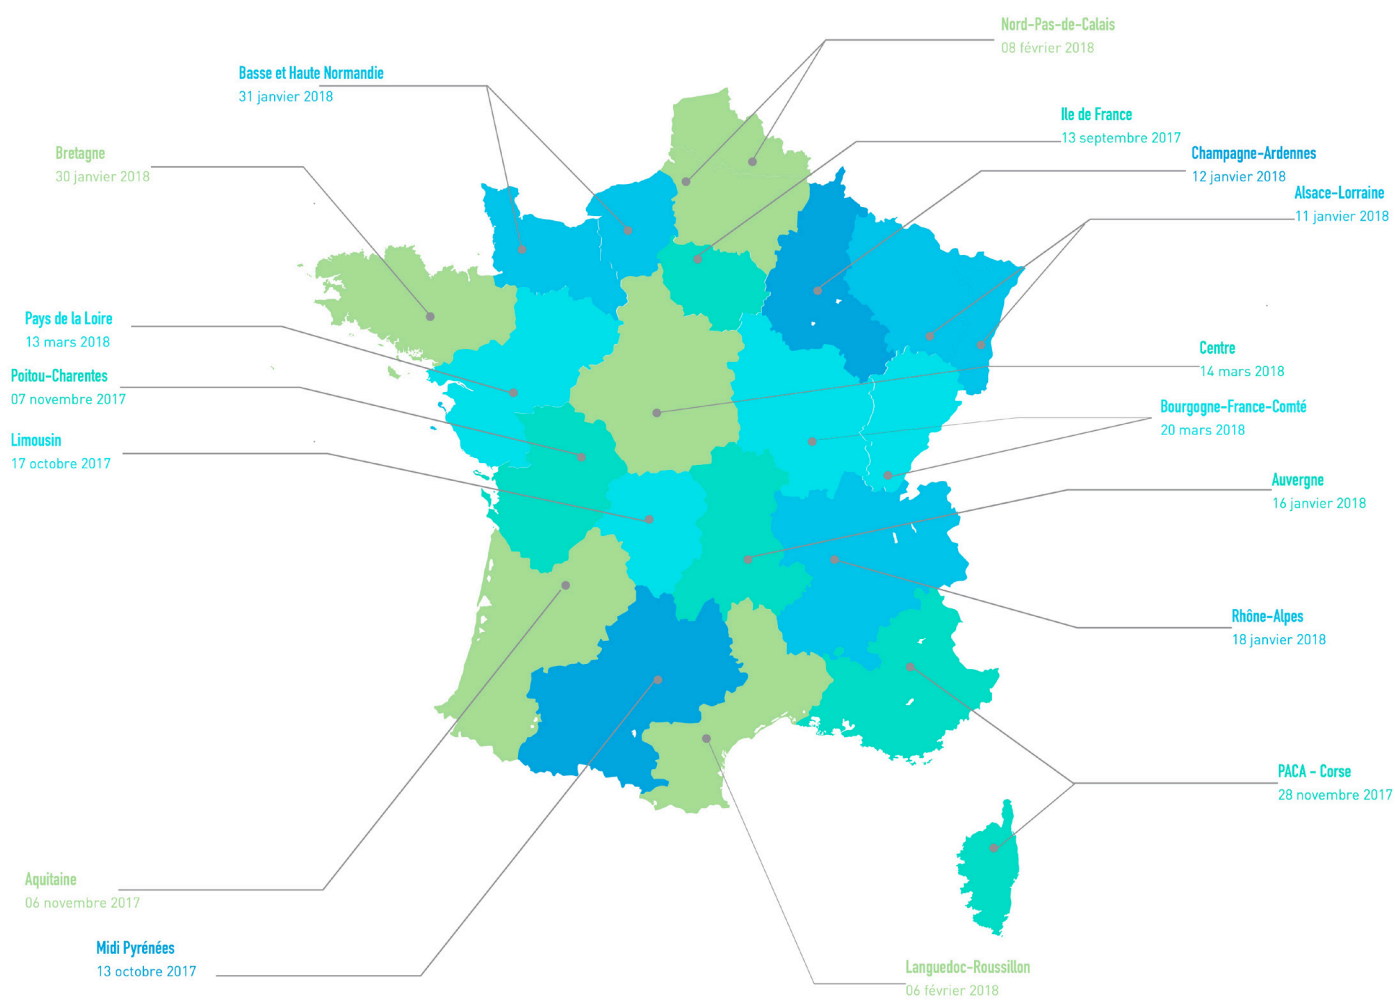 Nord-Pas-de-Calais
08 février 2018
Basse et Haute Normandie
31 janvier 2018
Ile de France
13 septembre 2017
Bretagne
30 janvier 2018
Champagne-Ardennes
12 janvier 2018
Alsace-Lorraine
11 janvier 2018
Pays de la Loire
13 mars 2018
Centre
14 mars 2018
Poitou-Charentes
07 novembre 2017
Bourgogne-France-Comté
20 mars 2018
Limousin
17 octobre 2017
Auvergne
16 janvier 2018
Rhône-Alpes
18 janvier 2018
PACA - Corse
28 novembre 2017
Aquitaine
06 novembre 2017
Midi Pyrénées
13 octobre 2017
Languedoc-Roussillon
06 février 2018